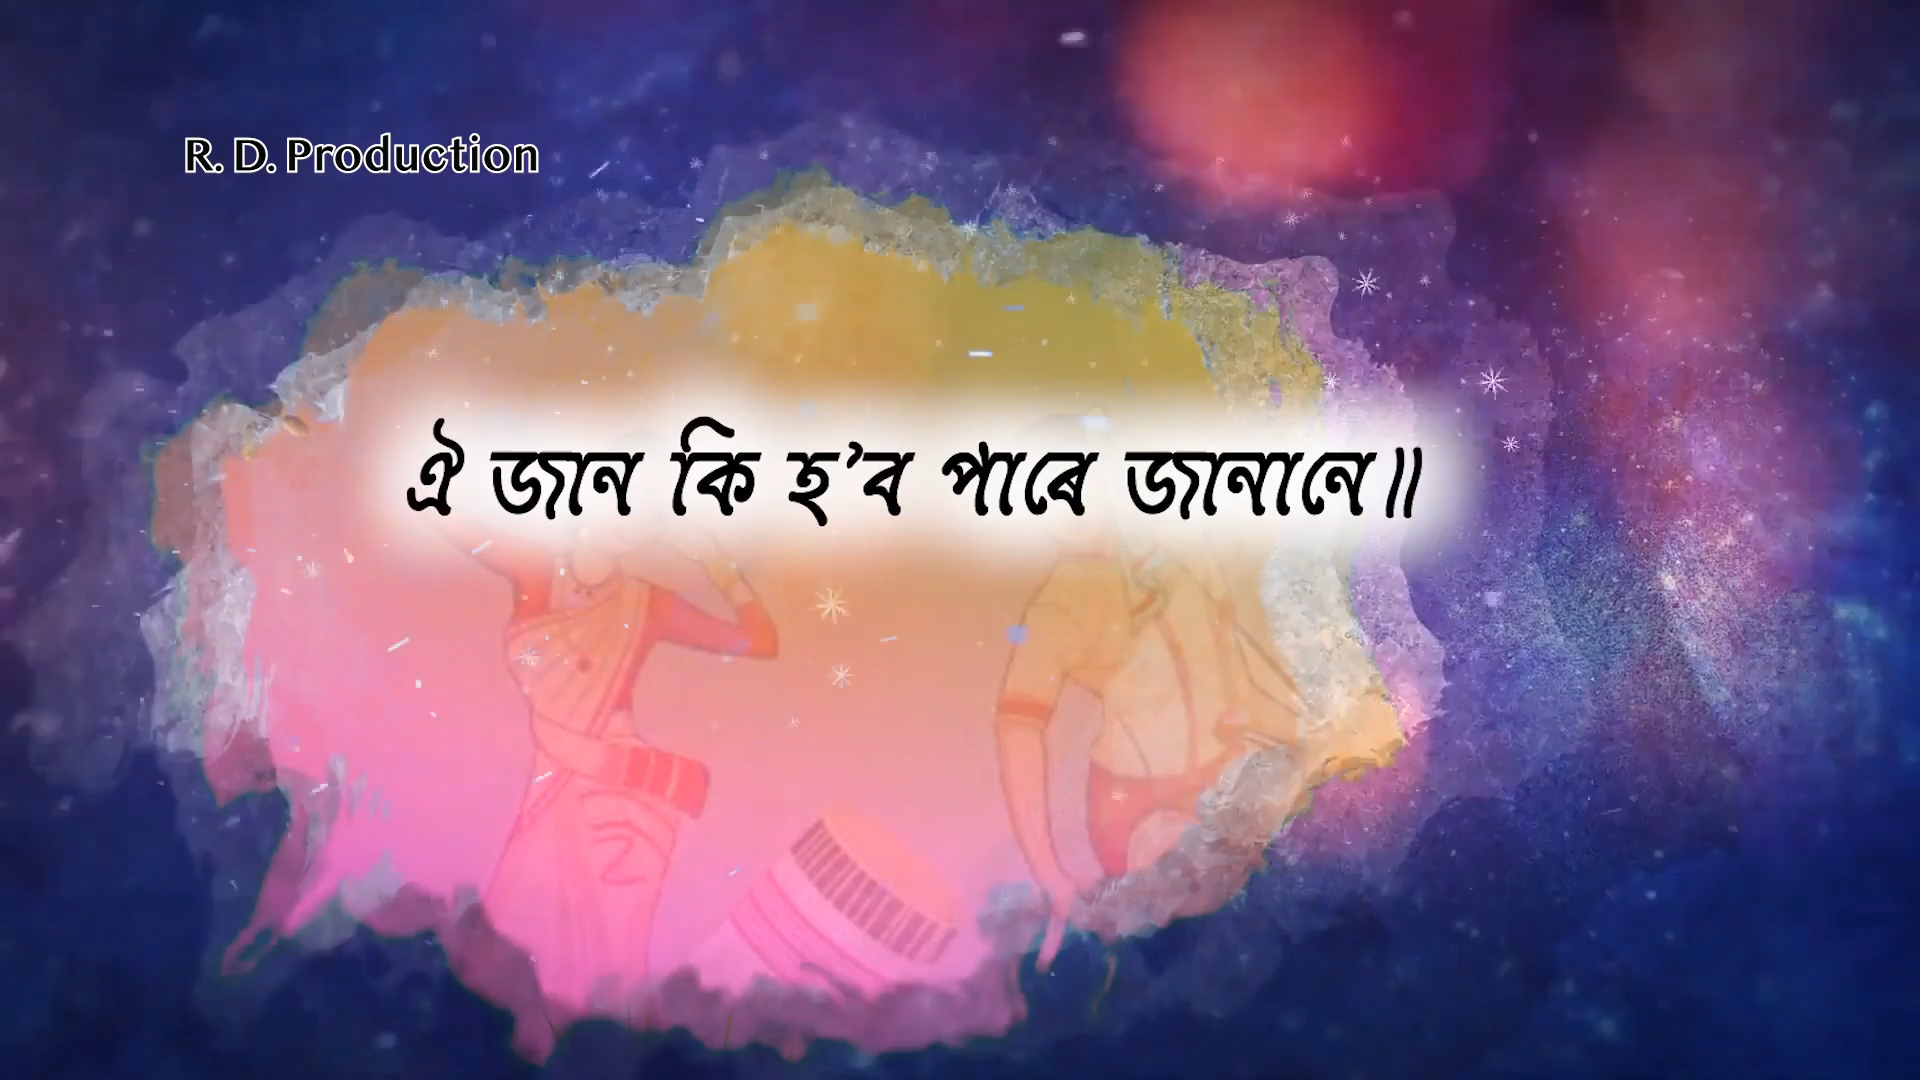 R. D. Production
ঐ জান কি হ’ব পাৰে জানানে॥